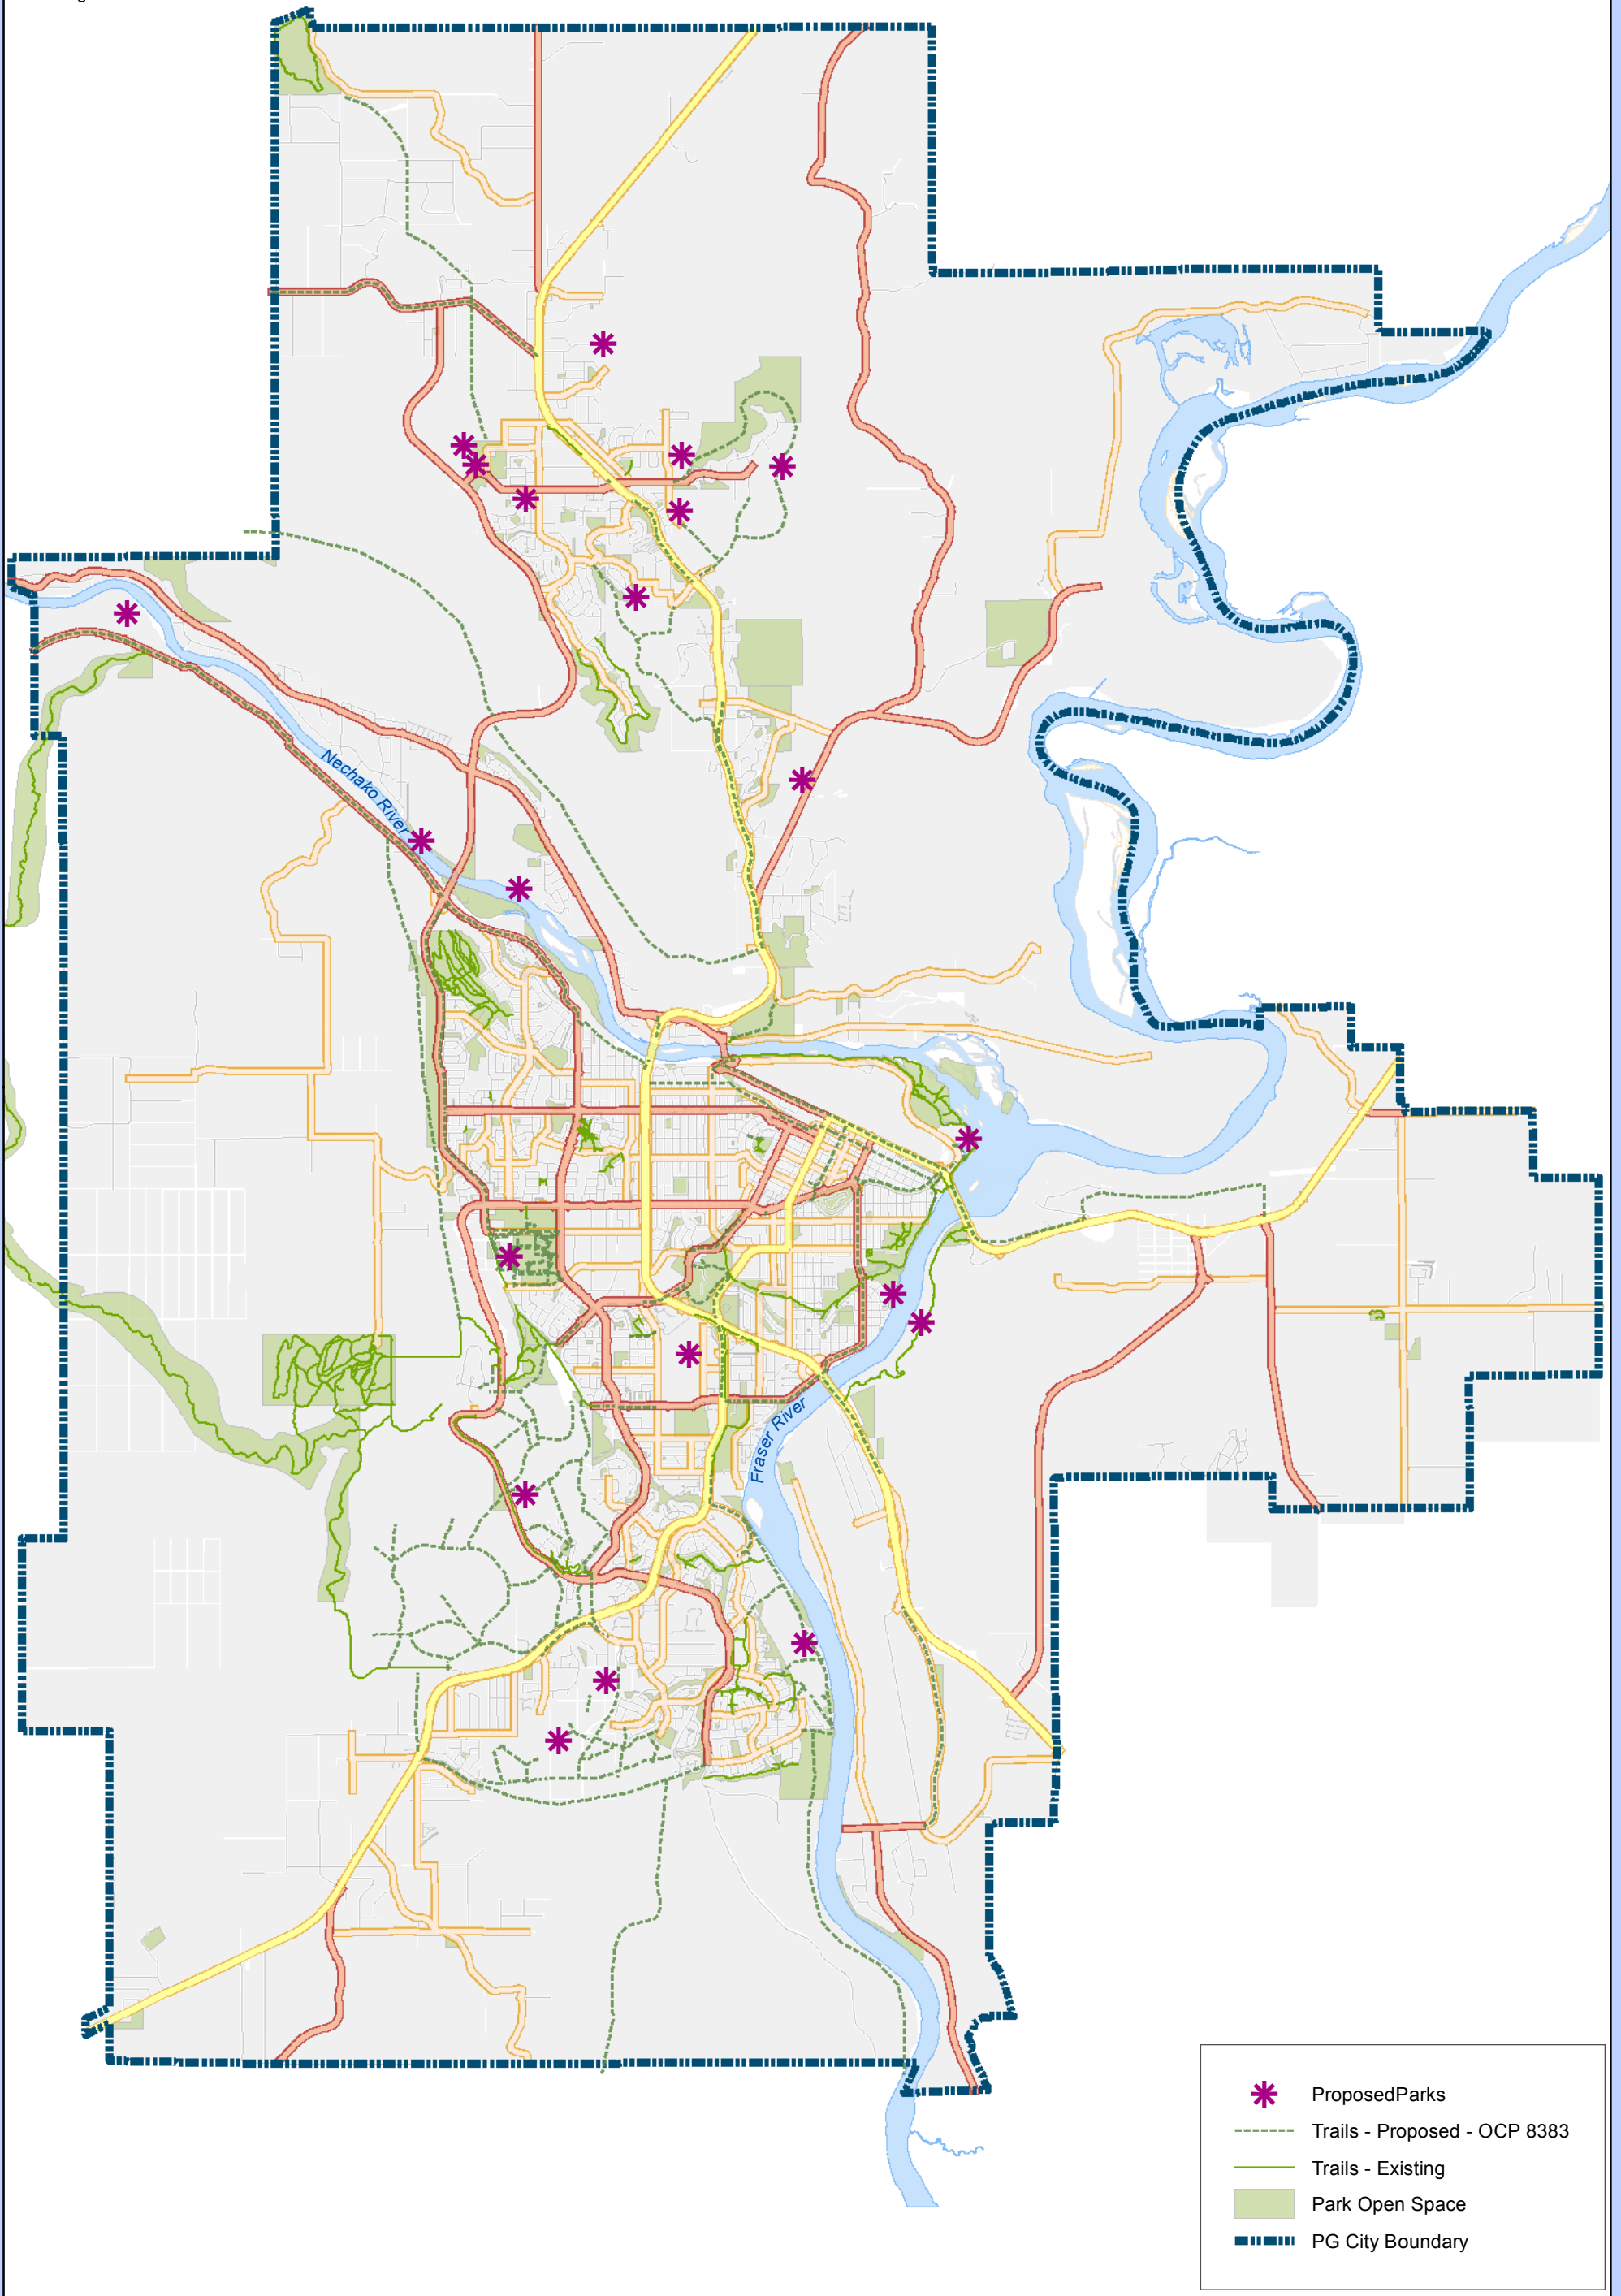 Nechako River
Fraser River
ProposedParks
Trails - Proposed - OCP 8383
Trails - Existing
Park Open Space
PG City Boundary